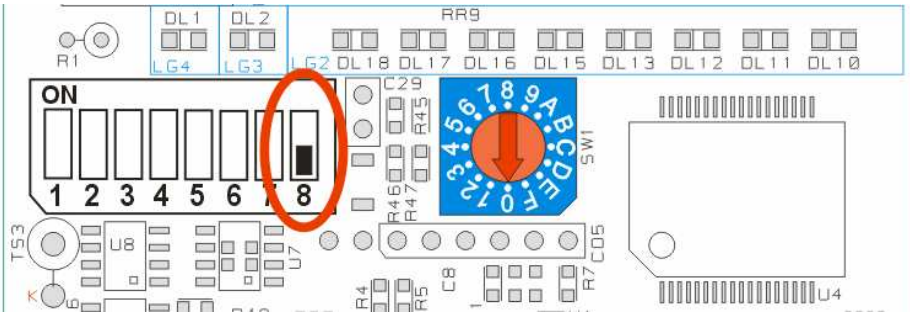 RR9
DL1 DL2
R1 LG4 LG3 LG2 DL18 DL17 DL16 DL15 DL13 DL12 DL11 DL10
ON
1 2 3 4 5 6 7 8
C29
R45
R46
R47
0 1 2 3 4 5 6 7 8 9 A B C D E F
SW1
TS3
U8
U7
K
R4
R5
C8
1
R7
CO5
U4